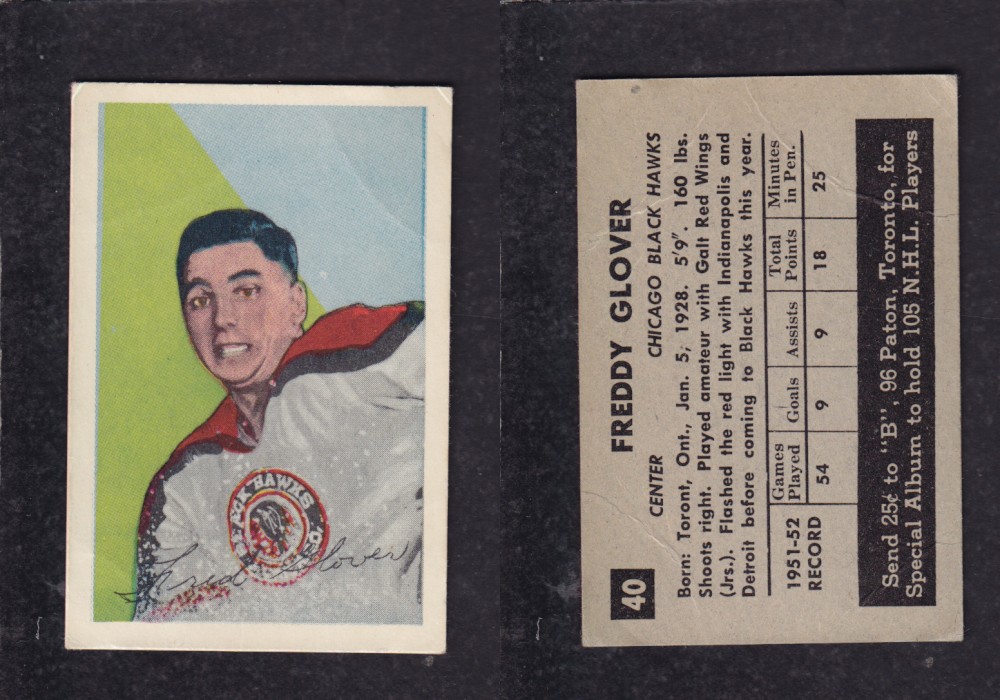 BLACK HAWKS
Fred Glover
40
FREDDY GLOVER
CENTER CHICAGO BLACK HAWKS
Born: Toront, Ont., Jan. 5, 1928. 5'9". 160 lbs.
Shoots right. Played amateur with Galt Red Wings
(Jrs.). Flashed the red light with Indianapolis and
Detroit before coming to Black Hawks this year.
1951-52 RECORD
Games Played Goals Assists Total Points Minutes in Pen.
54 9 9 18 25
Send 25¢ to "B", 96 Paton, Toronto, for
Special Album to hold 105 N.H.L. Players